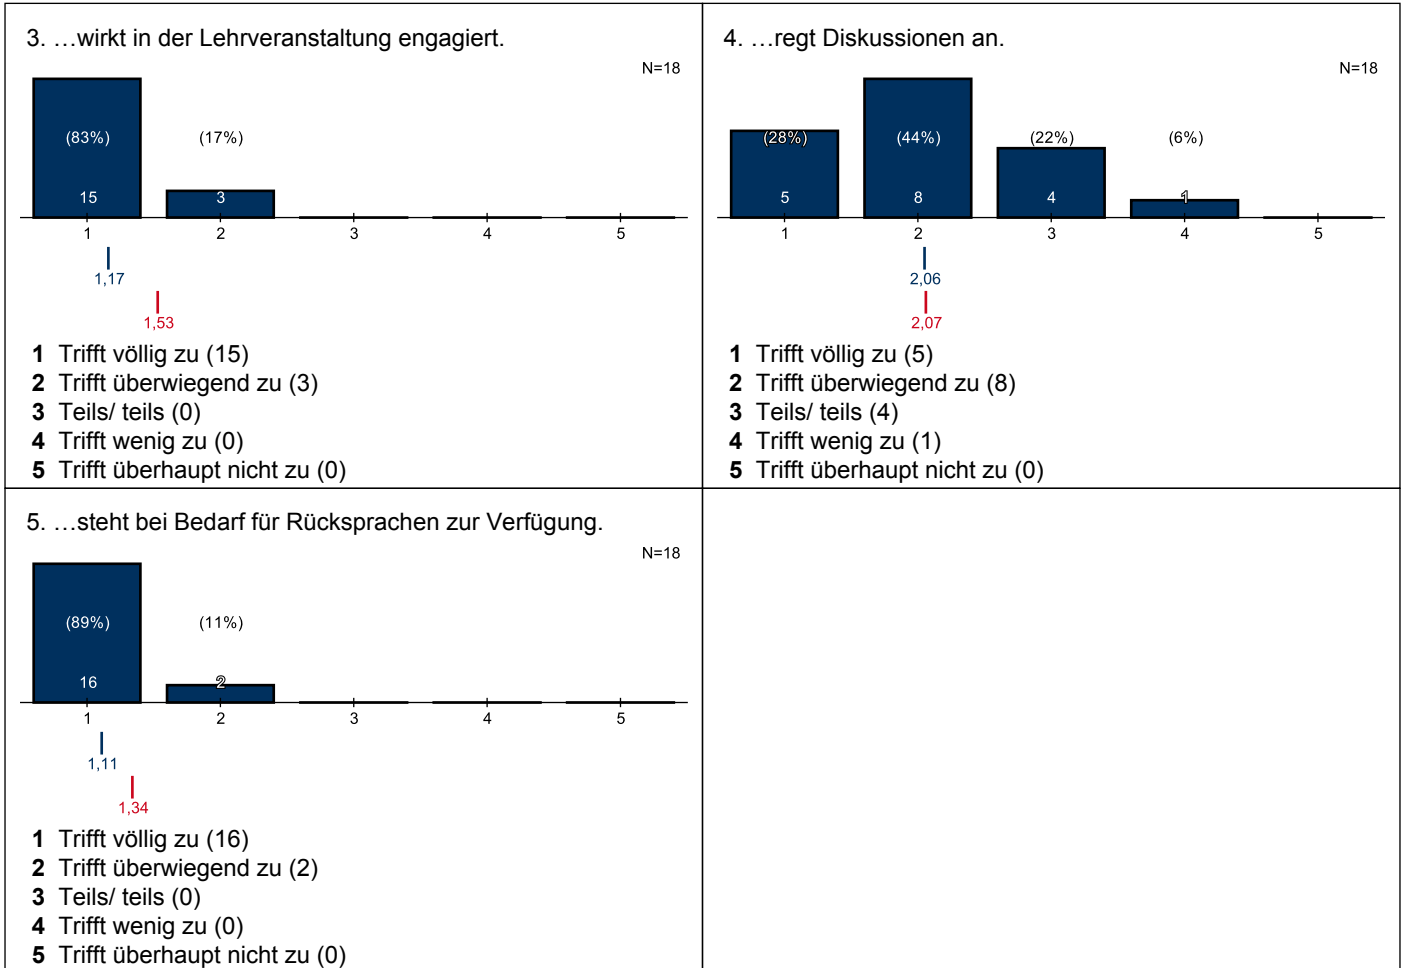 3. …wirkt in der Lehrveranstaltung engagiert.
N=18
(83%) (17%)
15 3
1 2 3 4 5
1,17
1,53
1 Trifft völlig zu (15)
2 Trifft überwiegend zu (3)
3 Teils/ teils (0)
4 Trifft wenig zu (0)
5 Trifft überhaupt nicht zu (0)
4. …regt Diskussionen an.
N=18
(28%) (44%) (22%) (6%)
5 8 4 1
1 2 3 4 5
2,06
2,07
1 Trifft völlig zu (5)
2 Trifft überwiegend zu (8)
3 Teils/ teils (4)
4 Trifft wenig zu (1)
5 Trifft überhaupt nicht zu (0)
5. …steht bei Bedarf für Rücksprachen zur Verfügung.
N=18
(89%) (11%)
16 2
1 2 3 4 5
1,11
1,34
1 Trifft völlig zu (16)
2 Trifft überwiegend zu (2)
3 Teils/ teils (0)
4 Trifft wenig zu (0)
5 Trifft überhaupt nicht zu (0)